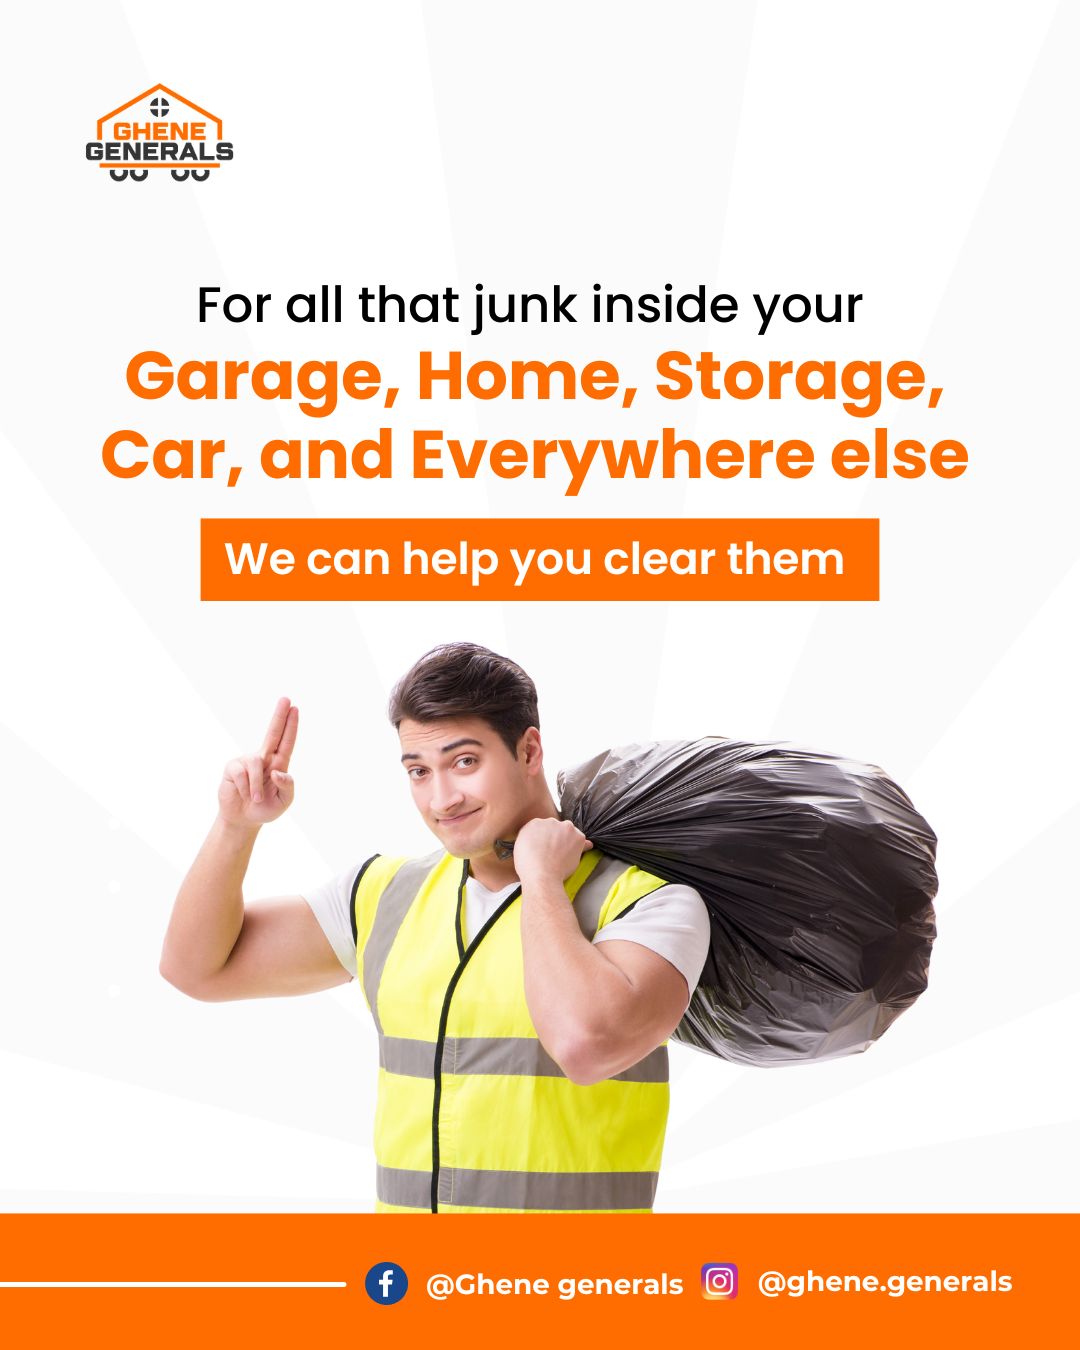 GHENE
GENERALS
For all that junk inside your
Garage, Home, Storage,
Car, and Everywhere else
We can help you clear them
@Ghene generals
@ghene.generals